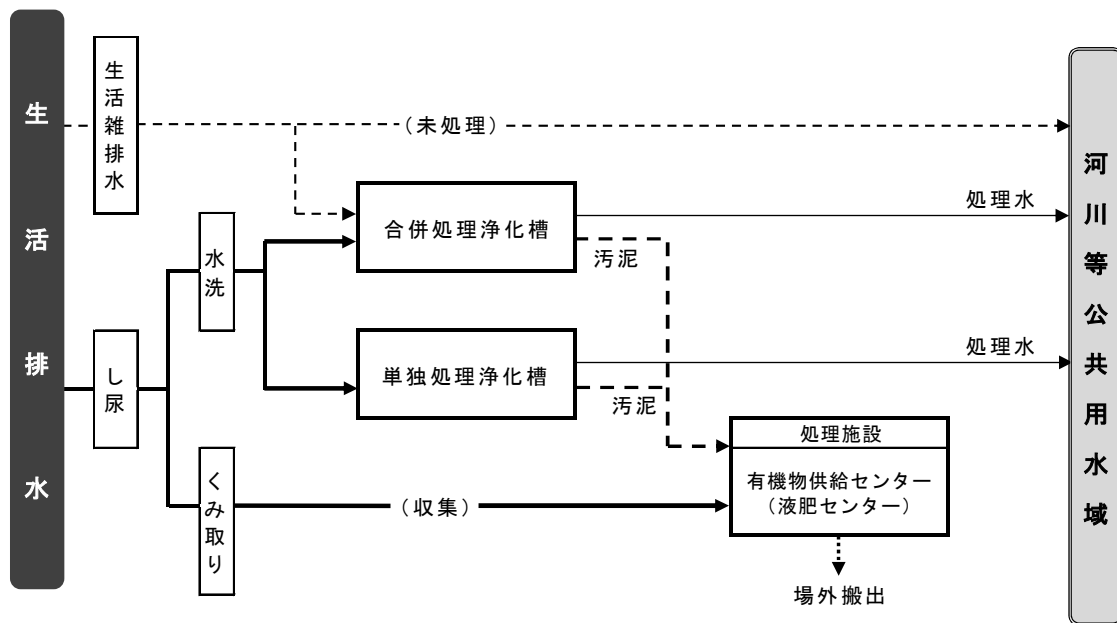 生活排水
生活雑排水
（未処理）
し尿
水洗
くみ取り
合併処理浄化槽
処理水
汚泥
単独処理浄化槽
処理水
汚泥
（収集）
処理施設
有機物供給センター
（液肥センター）
場外搬出
河川等公共用水域